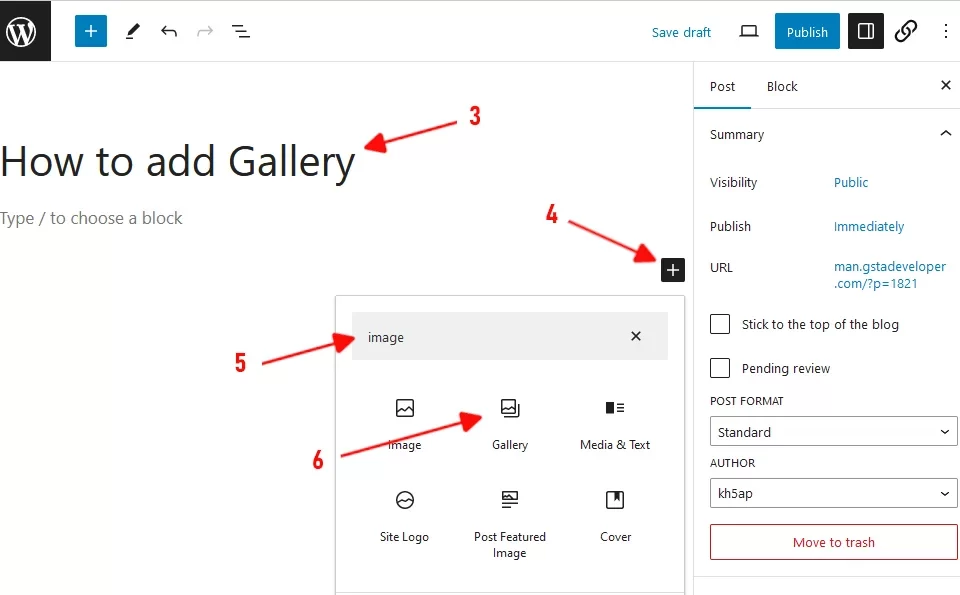 Save draft
Publish
Post
Block
3
Summary
How to add Gallery
Visibility
Public
Type / to choose a block
4
Publish
Immediately
URL
man.gstadeveloper
.com/?p=1821
Stick to the top of the blog
5
image
Pending review
POST FORMAT
Standard
6
Image
Gallery
Media & Text
AUTHOR
kh5ap
Site Logo
Post Featured
Image
Cover
Move to trash